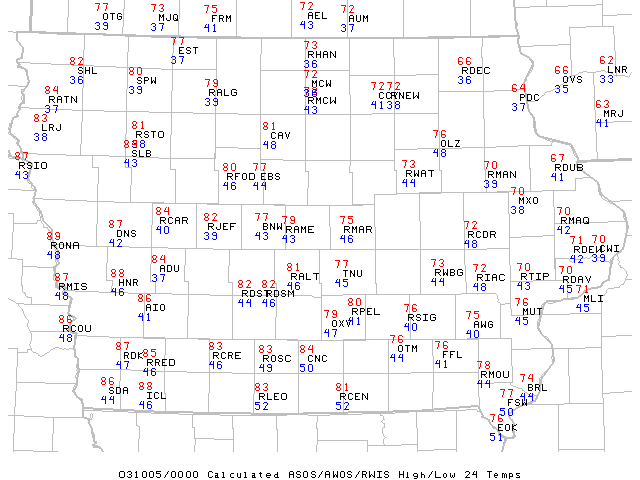 77 73 75 72 72
OTG MJQ FRM AEL AUM
39 37 41 43 37
77 73
EST RHAN
37 36
82 80 79 72 72 72 66 64 66 62
SHL SPW RALG MCW RNEW RDEC PDC OVS LNR
36 39 39 41 38 36 37 35 33
84 RMCW 63
RATN 43 MRJ
37 41
83 81 81 76
LRJ RSTO CAV OLZ
38 48 48
87 SLB 80 77 73 70 67
RSIO 43 RFOD EBS RWAT RMAN RDUB
43 46 44 44 39 41
70
MXO
38
89 87 84 82 77 79 75 72 70
RONA DNS RCAR RJEF BNW RAME RMAR RCDR RMAQ
48 42 40 39 43 43 46 48 42
71 70
CWI
42 39
87 88 84 81 77 73 72 70 70
RMIS HNR ADU RALT TNU RWBG RIAC RTIP RDAV
48 46 37 46 45 44 48 43 45
71
MLI
45
86 82 82 80 76
AIO RDSM RPEL MUT
41 44 46 41 45
86 79 76 75
RCOU OXV RSIG AWG
48 47 40 40
87 85 83 83 84 76 76
RDK RRED RCRE ROSC CNC OTM FFL
47 46 46 49 50 44 41
78 74
RMOU BRL
44 44
86 88 83 81 77
SDA ICL RLEO RCEN FSW
44 46 52 52 50
76
EOK
51
031005/0000 Calculated ASOS/AWOS/RWIS High/Low 24 Temps